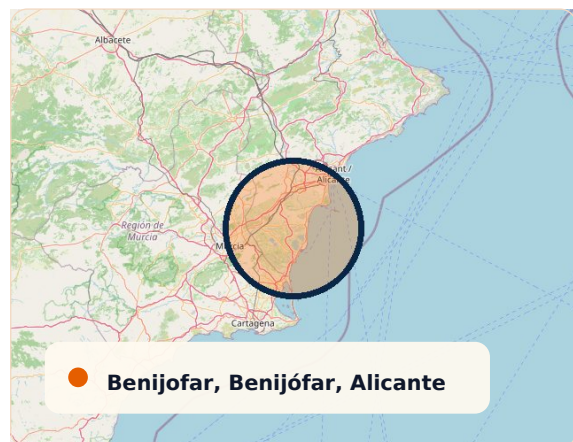 Albacete
Alacant /
Alicante
Región de
Murcia
Murcia
Cartagena
Benijofar, Benijófar, Alicante